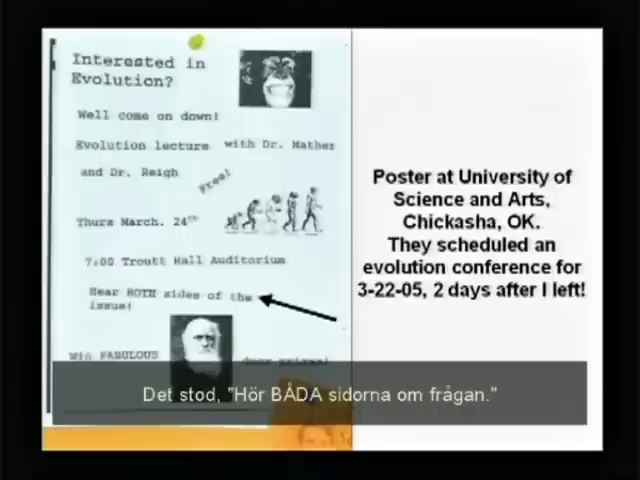 Interested in
Evolution?
Well come on down!
Evolution lecture with Dr. Mather
and Dr. Reigh
Free!
Thurs March. 24th
7:00 Troutt Hall Auditorium
Hear BOTH sides of the
issue!
Win FABULOUS door prizes!
Poster at University of
Science and Arts,
Chickasha, OK.
They scheduled an
evolution conference for
3-22-05, 2 days after I left!
Det stod, "Hör BÅDA sidorna om frågan."